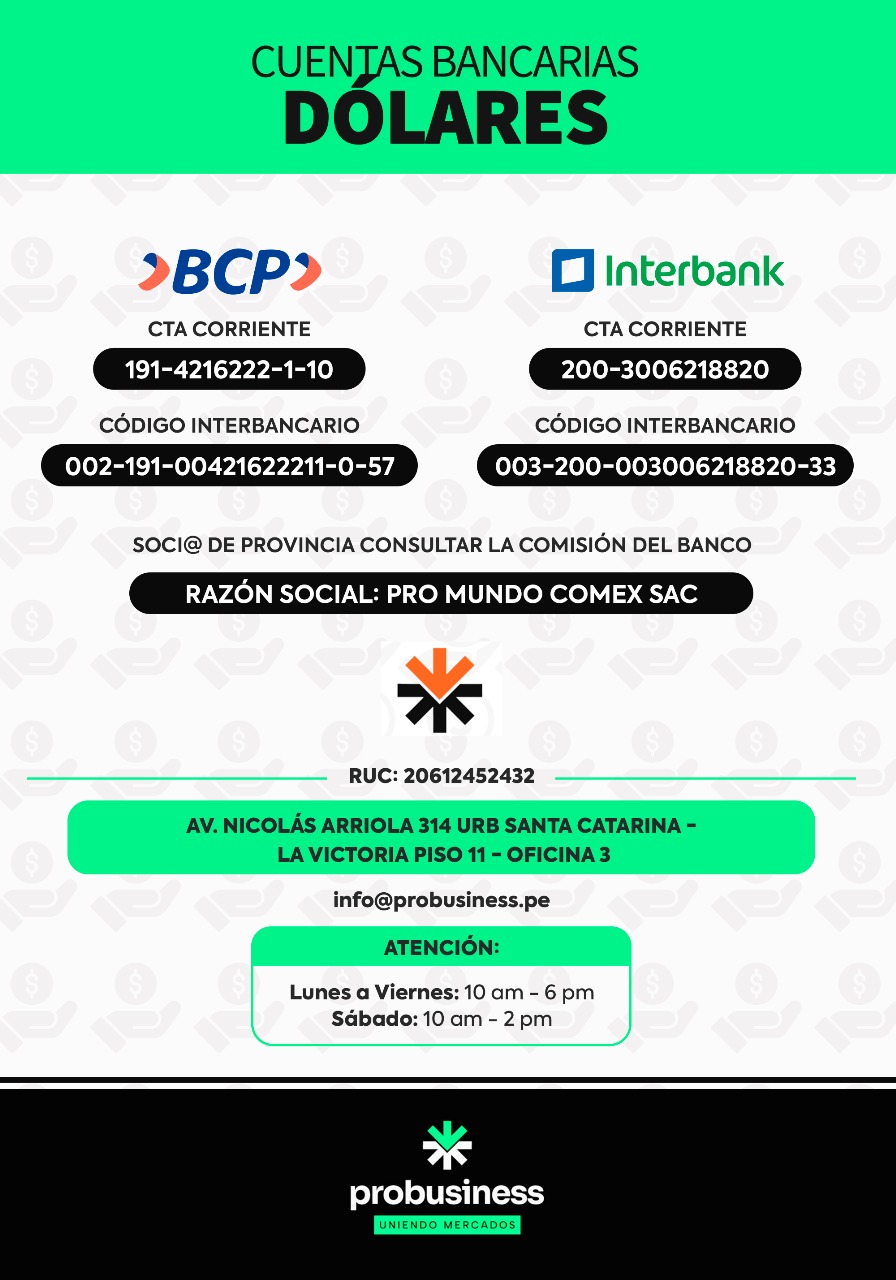 CUENTAS BANCARIAS
DÓLARES
BCP
Interbank
CTA CORRIENTE
CTA CORRIENTE
191-4216222-1-10
200-3006218820
CÓDIGO INTERBANCARIO
CÓDIGO INTERBANCARIO
002-191-00421622211-0-57
003-200-003006218820-33
SOCI@ DE PROVINCIA CONSULTAR LA COMISIÓN DEL BANCO
RAZÓN SOCIAL: PRO MUNDO COMEX SAC
RUC: 20612452432
AV. NICOLÁS ARRIOLA 314 URB SANTA CATARINA -
LA VICTORIA PISO 11 - OFICINA 3
info@probusiness.pe
ATENCIÓN:
Lunes a Viernes: 10 am - 6 pm
Sábado: 10 am - 2 pm
probusiness
UNIENDO MERCADOS